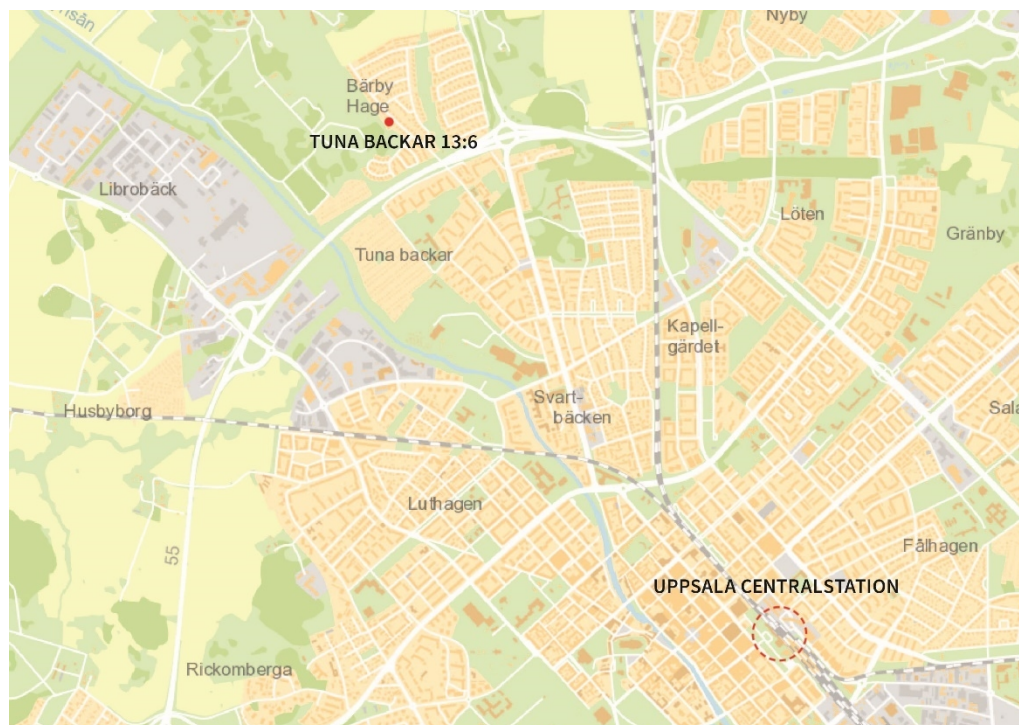 Nyby
Bärby
Hage
TUNA BACKAR 13:6
Librobäck
Löten
Gränby
Tuna backar
Kapell-
gärdet
Svart-
bäcken
Husbyborg
Sala
Luthagen
55
Fålhagen
UPPSALA CENTRALSTATION
Rickomberga